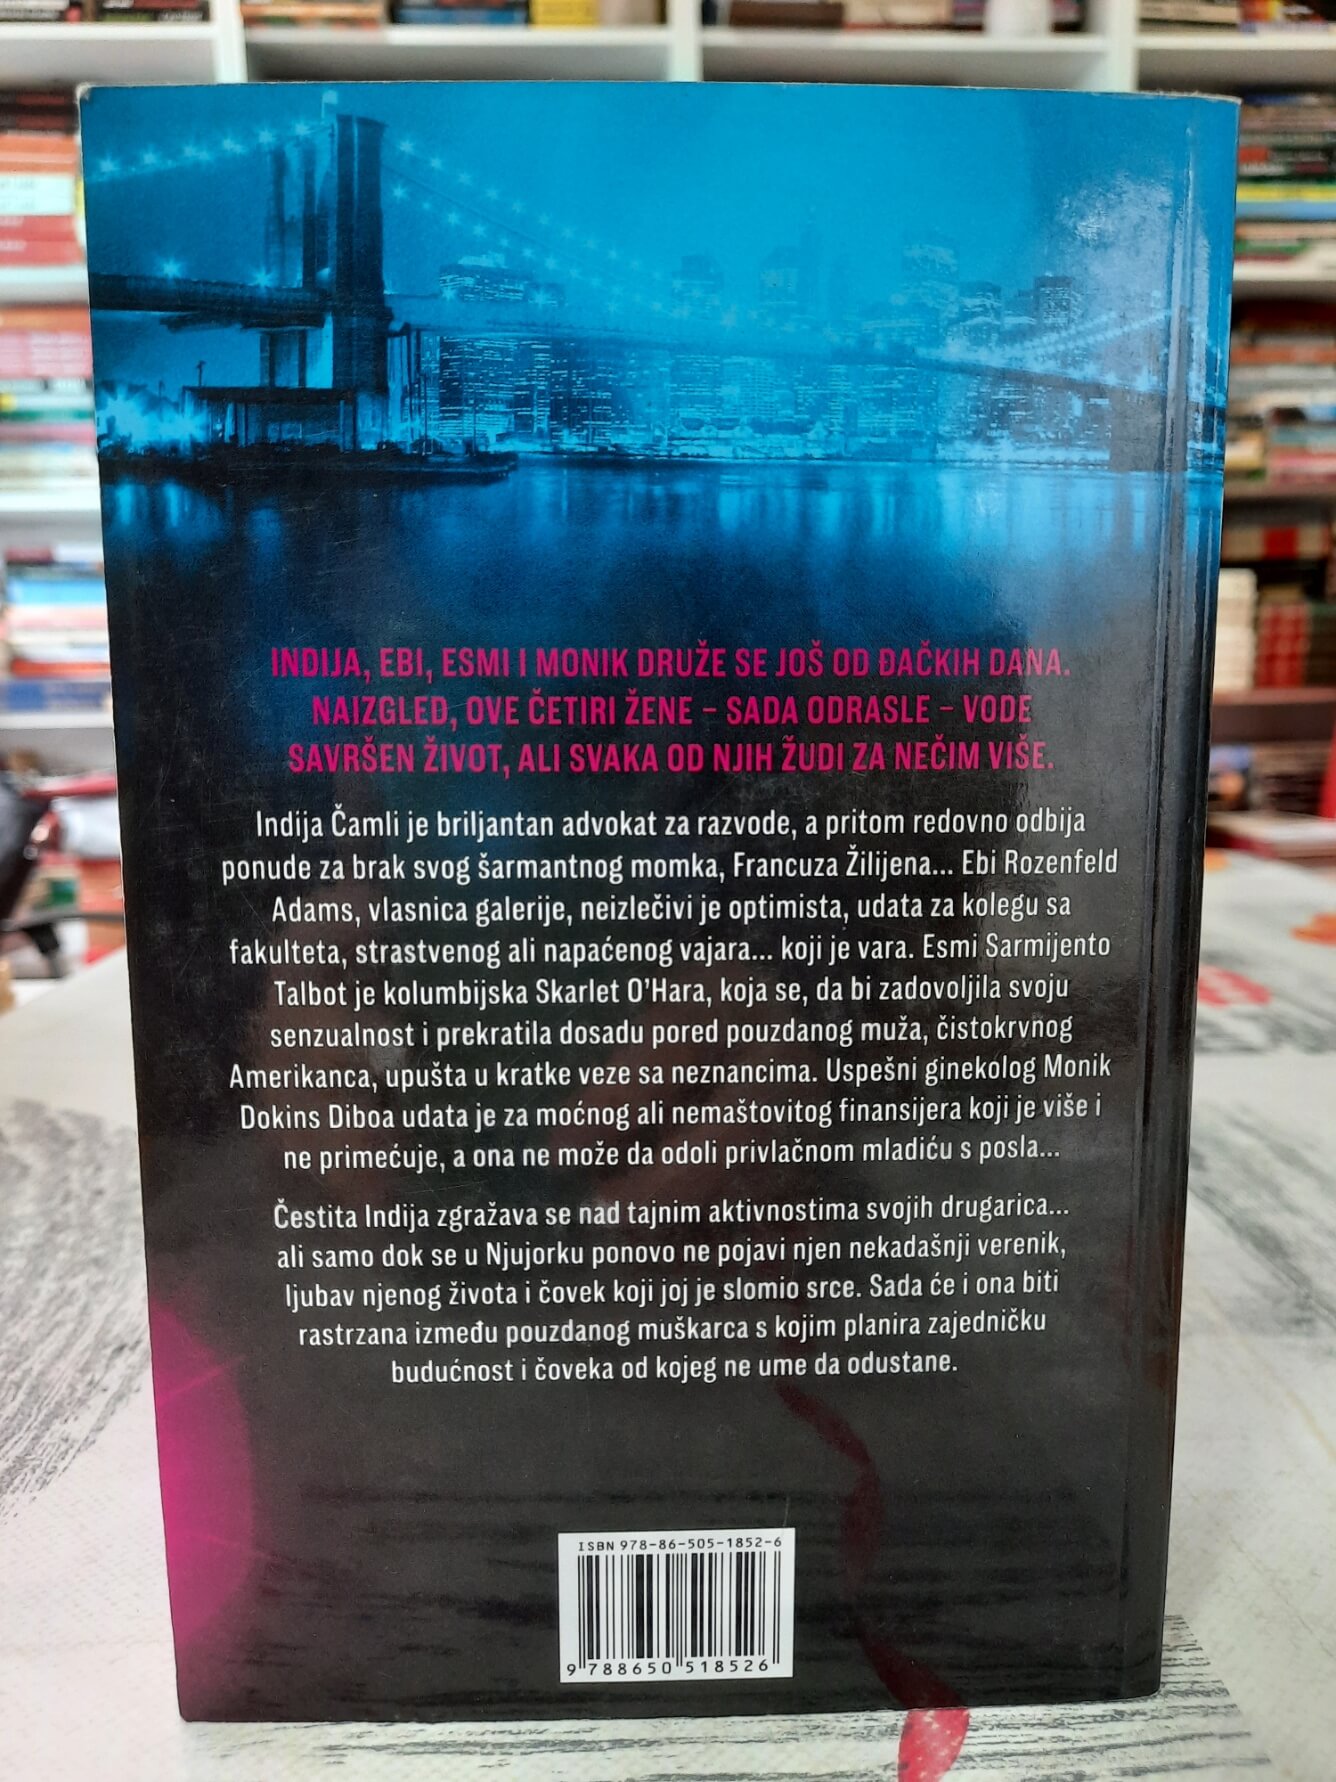 INDIJA, EBI, ESMI I MONIK DRUŽE SE JOŠ OD ĐAČKIH DANA.
NAIZGLED, OVE ČETIRI ŽENE – SADA ODRASLE – VODE
SAVRŠEN ŽIVOT, ALI SVAKA OD NJIH ŽUDI ZA NEČIM VIŠE.
Indija Čamli je briljantan advokat za razvode, a pritom redovno odbija
ponude za brak svog šarmantnog momka, Francuza Žilijena... Ebi Rozenfeld
Adams, vlasnica galerije, neizlečivi je optimista, udata za kolegu sa
fakulteta, strastvenog ali napaćenog vajara... koji je vara. Esmi Sarmijento
Talbot je kolumbijska Skarlet O'Hara, koja se, da bi zadovoljila svoju
senzualnost i prekratila dosadu pored pouzdanog muža, čistokrvnog
Amerikanca, upušta u kratke veze sa neznancima. Uspešni ginekolog Monik
Dokins Diboa udata je za moćnog ali nemaštovitog finansijera koji je više i
ne primećuje, a ona ne može da odoli privlačnom mladiću s posla...
Čestita Indija zgražava se nad tajnim aktivnostima svojih drugarica...
ali samo dok se u Njujorku ponovo ne pojavi njen nekadašnji verenik,
ljubav njenog života i čovek koji joj je slomio srce. Sada će i ona biti
rastrzana između pouzdanog muškarca s kojim planira zajedničku
budućnost i čoveka od kojeg ne ume da odustane.
ISBN 978-86-505-1852-6
9 788650 518526